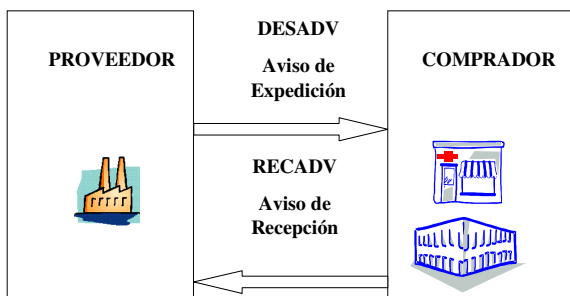 PROVEEDOR
DESADV
Aviso de
Expedición
RECADV
Aviso de
Recepción
COMPRADOR